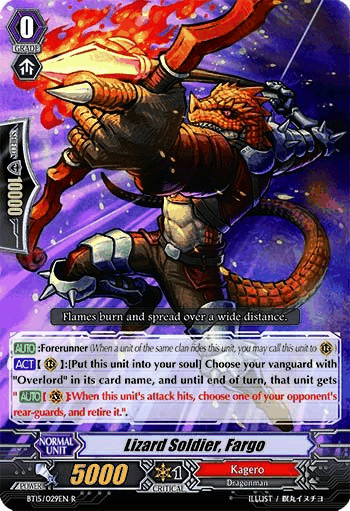 0
GRADE
10000
SHIELD
Flames burn and spread over a wide distance.
AUTO:Forerunner (When a unit of the same clan rides this unit, you may call this unit to
ACT[ ]:[Put this unit into your soul] Choose your vanguard with
"Overlord" in its card name, and until end of turn, that unit gets
"AUTO[ ]:When this unit's attack hits, choose one of your opponent's
rear-guards, and retire it.".
NORMAL
UNIT
Lizard Soldier, Fargo
POWER
5000
1
CRITICAL
Kagero
Dragonman
BT15/029EN R
ILLUST / 獣丸イヌチヨ